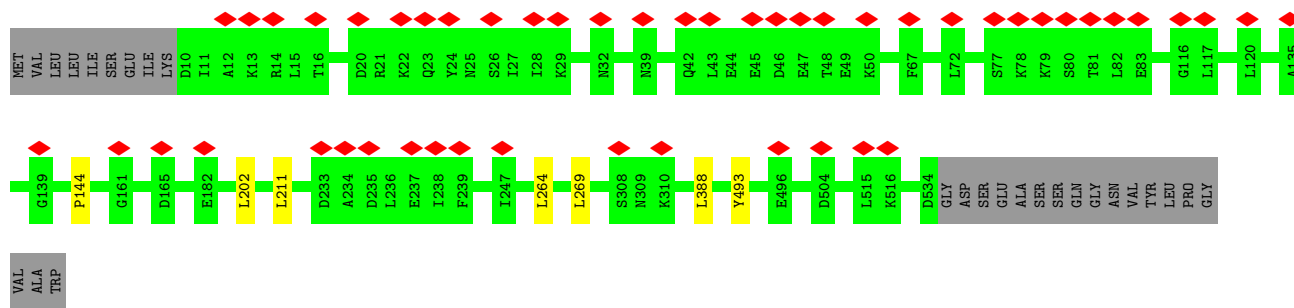 MET VAL LEU LEU ILE SER GLU ILE LYS D10 I11 A12 K13 R14 L15 T16 D20 R21 K22 Q23 Y24 N25 S26 I27 I28 K29 N32 N39 Q42 L43 E44 E45 D46 E47 T48 E49 K50 F67 L72 S77 K78 K79 S80 T81 L82 E83 G116 L117 L120 A135
G139 P144 G161 D165 E182 L202 L211 D233 A234 D235 L236 E237 I238 F239 I247 L264 L269 S308 N309 K310 L388 Y493 E496 D504 L515 K516 D534 GLY ASP SER GLU ALA SER SER GLN GLY ASN VAL TYR LEU PRO GLY
VAL ALA TRP